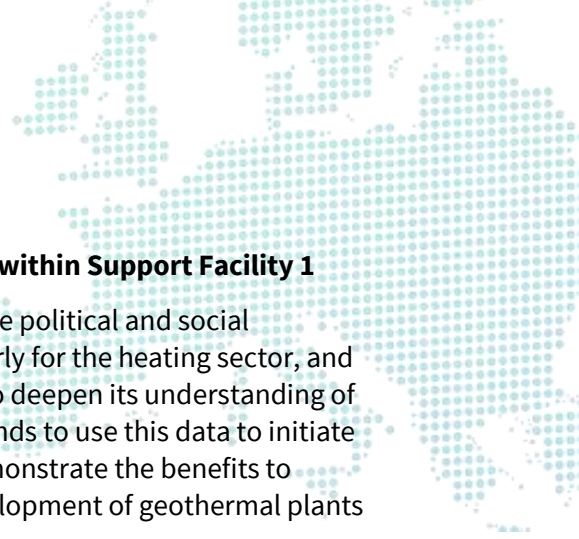 within Support Facility 1
e political and social
rly for the heating sector, and
o deepen its understanding of
nds to use this data to initiate
monstrate the benefits to
lopment of geothermal plants